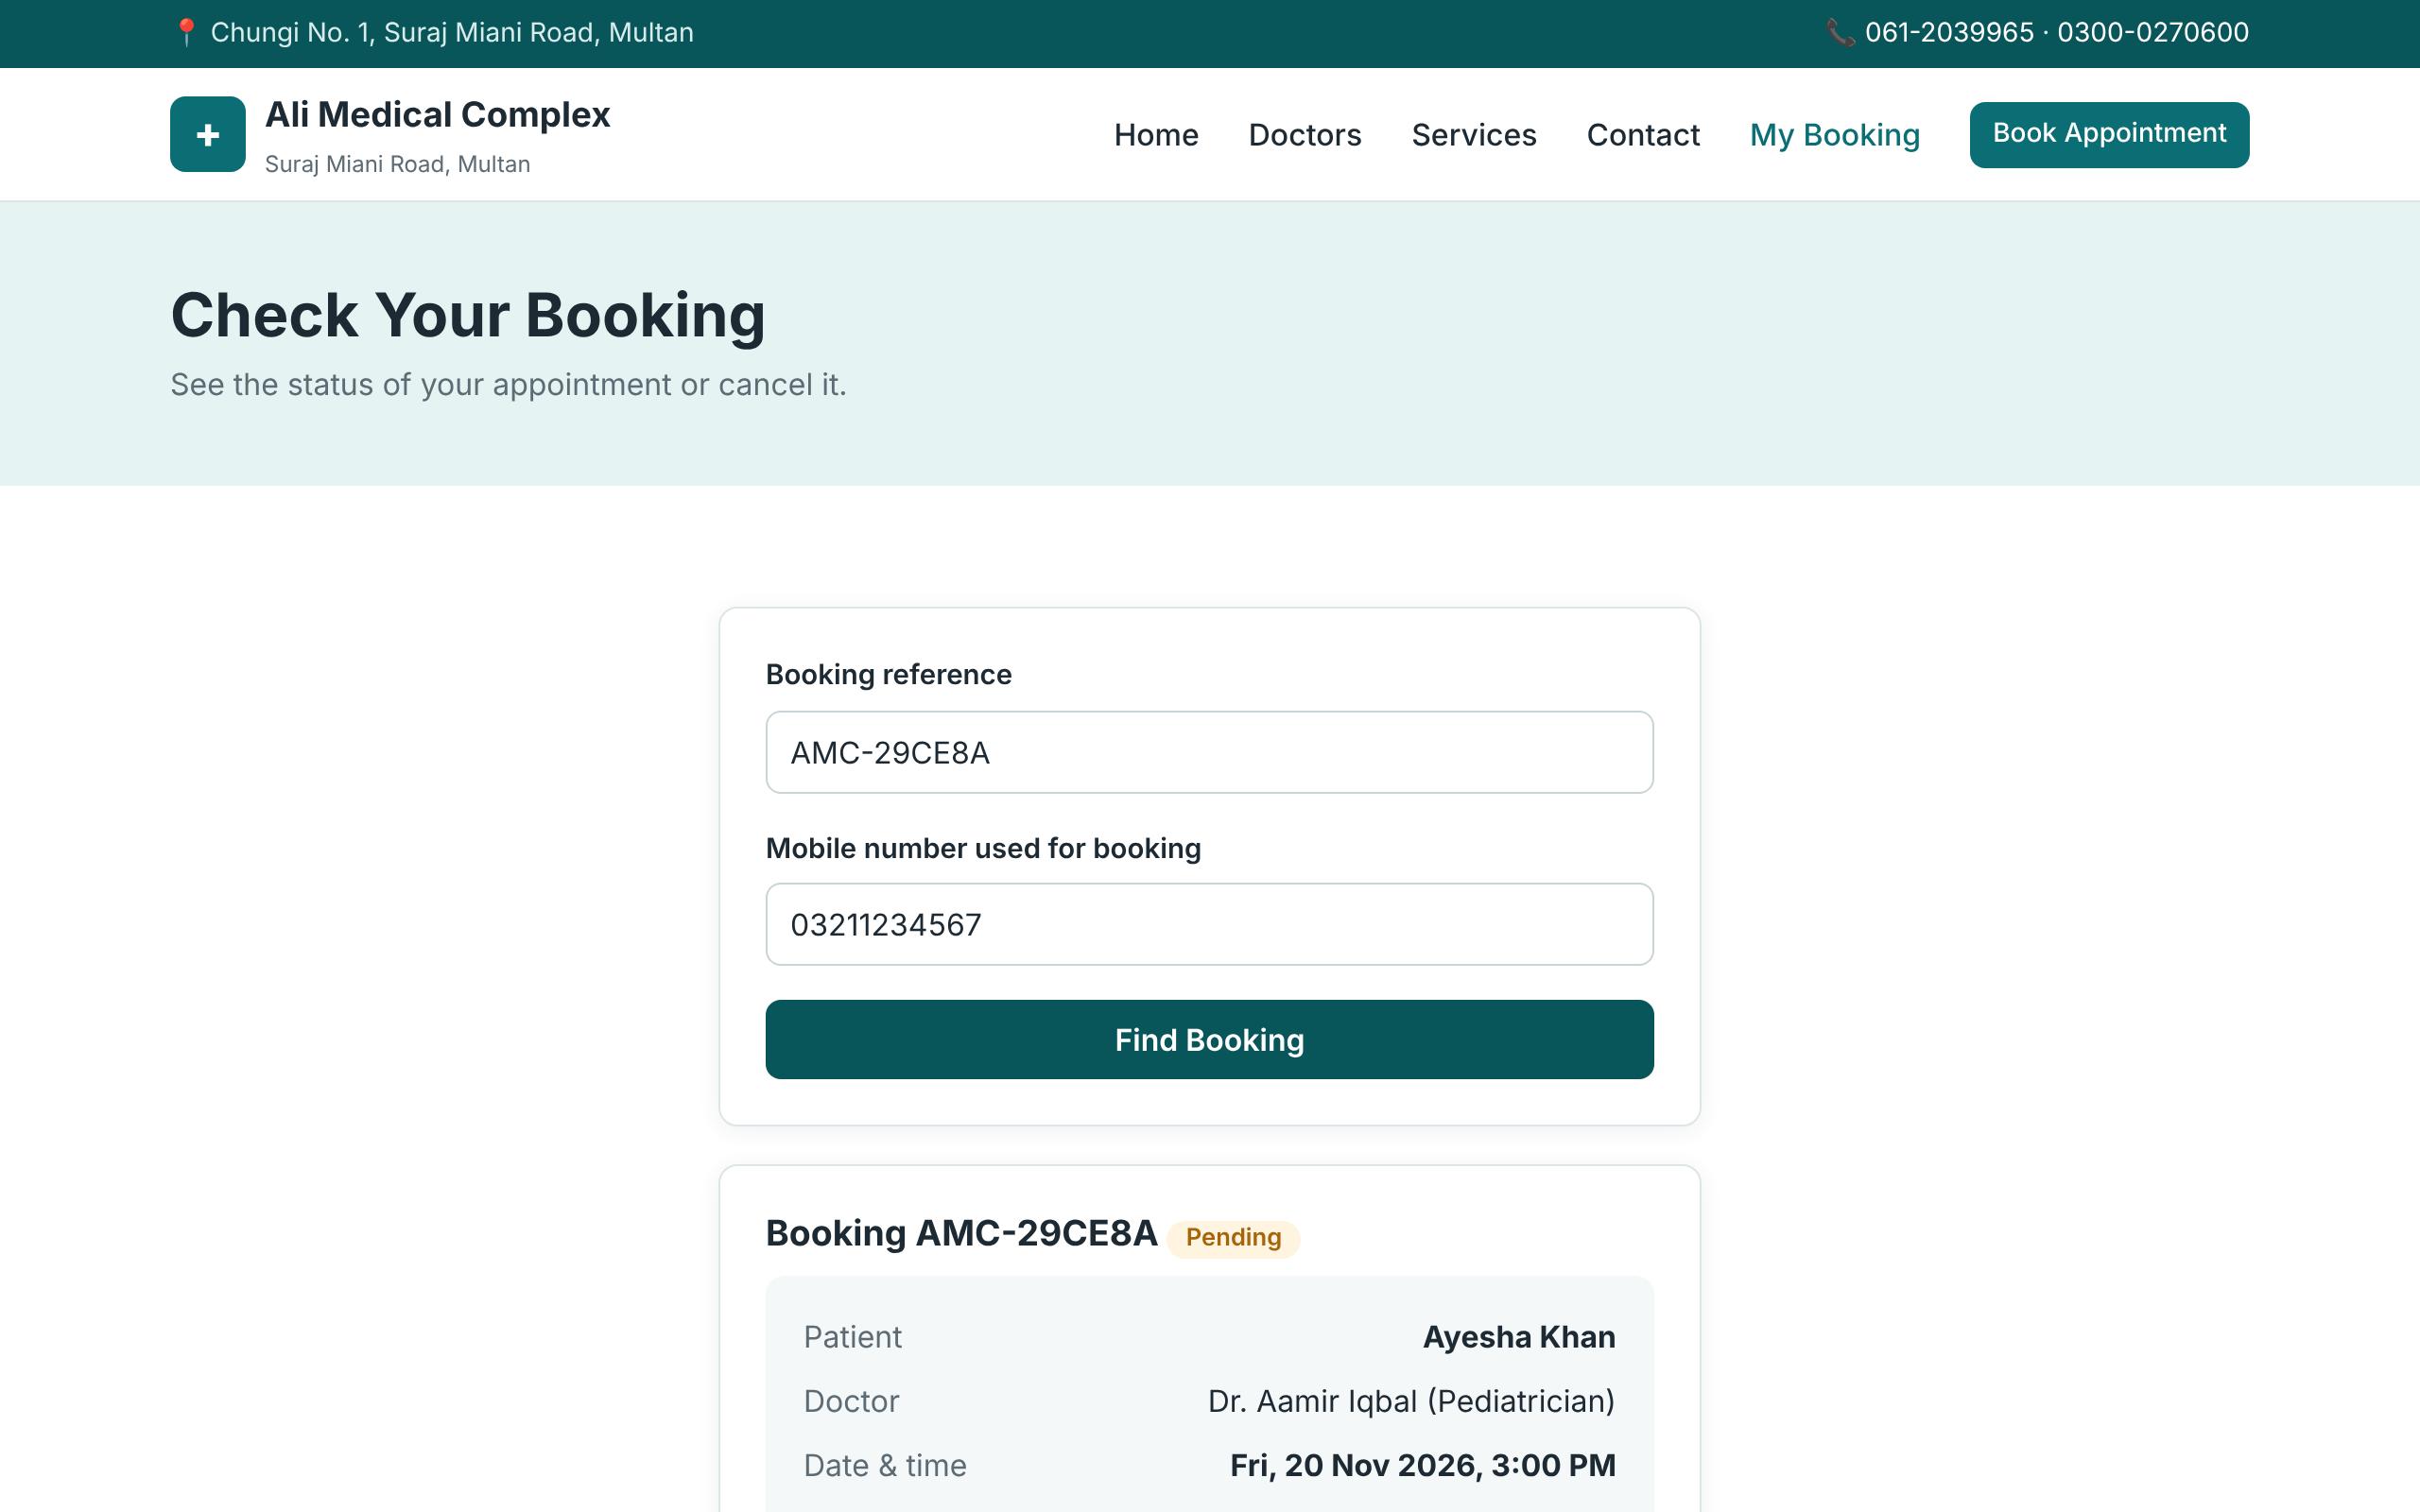 📍 Chungi No. 1, Suraj Miani Road, Multan
📞 061-2039965 · 0300-0270600
+
Ali Medical Complex
Suraj Miani Road, Multan
Home Doctors Services Contact My Booking Book Appointment
Check Your Booking
See the status of your appointment or cancel it.
Booking reference
AMC-29CE8A
Mobile number used for booking
03211234567
Find Booking
Booking AMC-29CE8A Pending
Patient Ayesha Khan
Doctor Dr. Aamir Iqbal (Pediatrician)
Date & time Fri, 20 Nov 2026, 3:00 PM